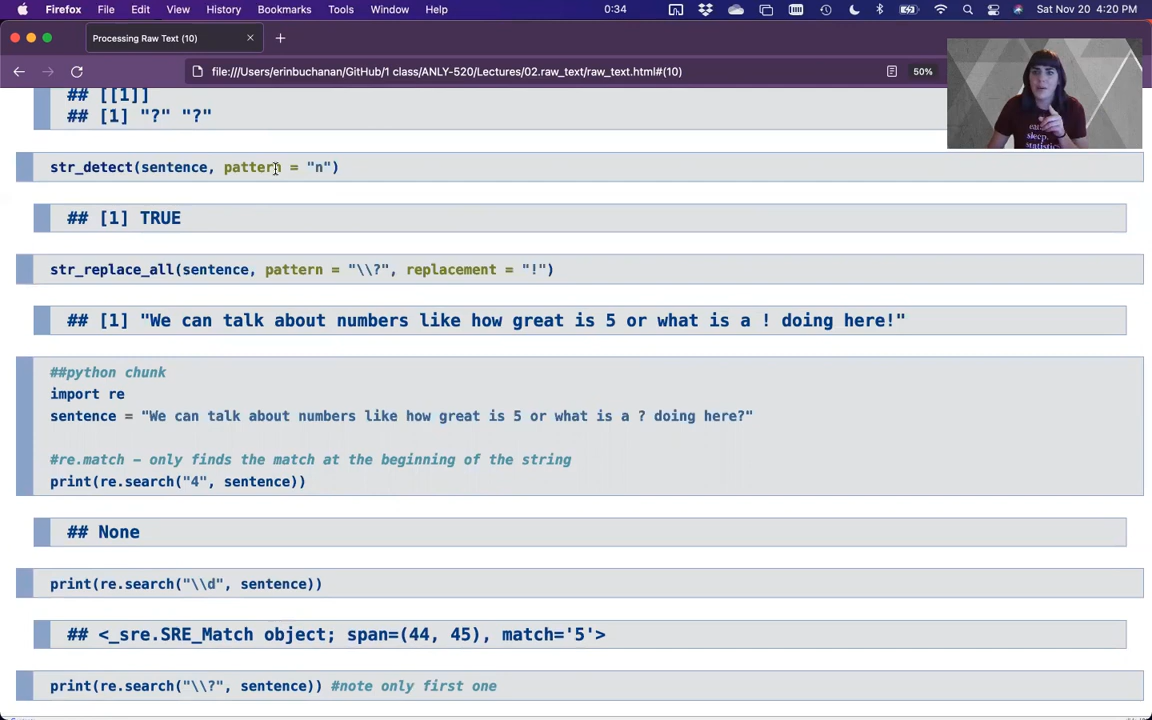 Firefox File Edit View History Bookmarks Tools Window Help 0:34 Sat Nov 20 4:20 PM
Processing Raw Text (10)
file:///Users/erinbuchanan/GitHub/1 class/ANLY-520/Lectures/02.raw_text/raw_text.html#(10) 50%
## [[1]]
## [1] "?" "?"
str_detect(sentence, pattern = "n")
## [1] TRUE
str_replace_all(sentence, pattern = "\\?", replacement = "!")
## [1] "We can talk about numbers like how great is 5 or what is a ! doing here!"
##python chunk
import re
sentence = "We can talk about numbers like how great is 5 or what is a ? doing here?"
#re.match – only finds the match at the beginning of the string
print(re.search("4", sentence))
## None
print(re.search("\\d", sentence))
## <_sre.SRE_Match object; span=(44, 45), match='5'>
print(re.search("\\?", sentence)) #note only first one